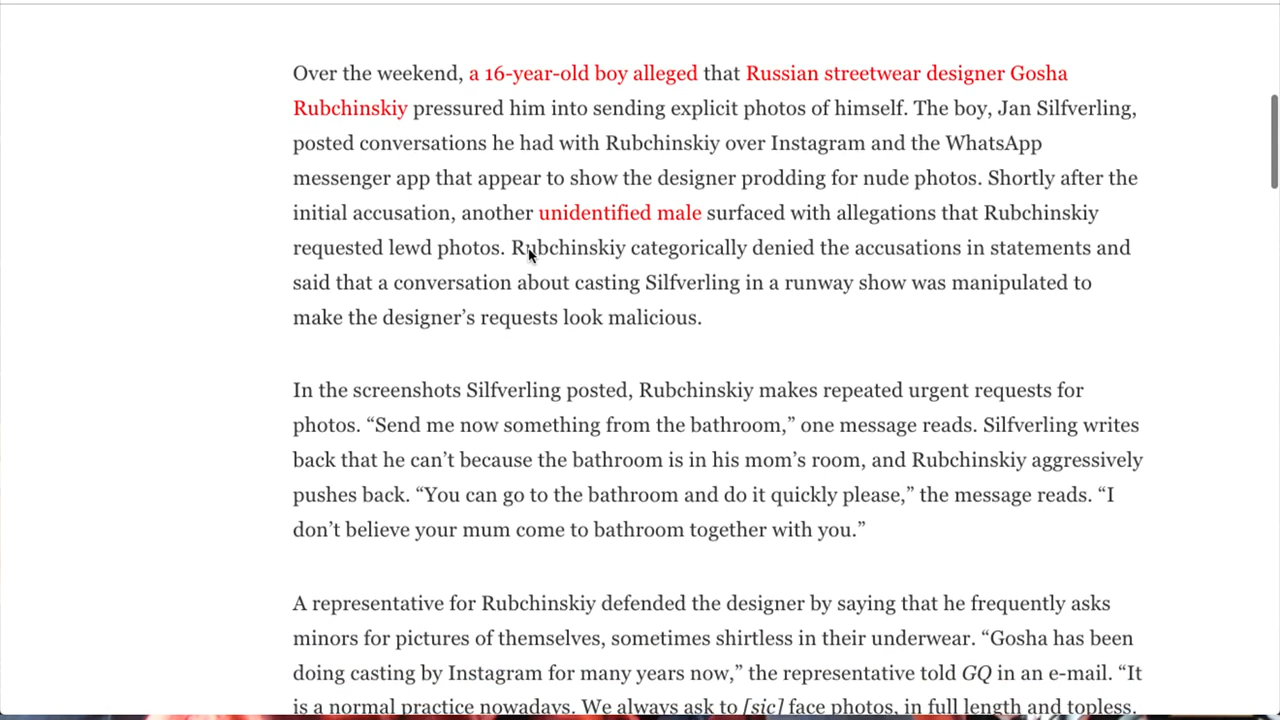 Over the weekend, a 16-year-old boy alleged that Russian streetwear designer Gosha
Rubchinskiy pressured him into sending explicit photos of himself. The boy, Jan Silfverling,
posted conversations he had with Rubchinskiy over Instagram and the WhatsApp
messenger app that appear to show the designer prodding for nude photos. Shortly after the
initial accusation, another unidentified male surfaced with allegations that Rubchinskiy
requested lewd photos. Rubchinskiy categorically denied the accusations in statements and
said that a conversation about casting Silfverling in a runway show was manipulated to
make the designer’s requests look malicious.
In the screenshots Silfverling posted, Rubchinskiy makes repeated urgent requests for
photos. “Send me now something from the bathroom,” one message reads. Silfverling writes
back that he can’t because the bathroom is in his mom’s room, and Rubchinskiy aggressively
pushes back. “You can go to the bathroom and do it quickly please,” the message reads. “I
don’t believe your mum come to bathroom together with you.”
A representative for Rubchinskiy defended the designer by saying that he frequently asks
minors for pictures of themselves, sometimes shirtless in their underwear. “Gosha has been
doing casting by Instagram for many years now,” the representative told GQ in an e-mail. “It
is a normal practice nowadays. We always ask to [sic] face photos, in full length and topless.